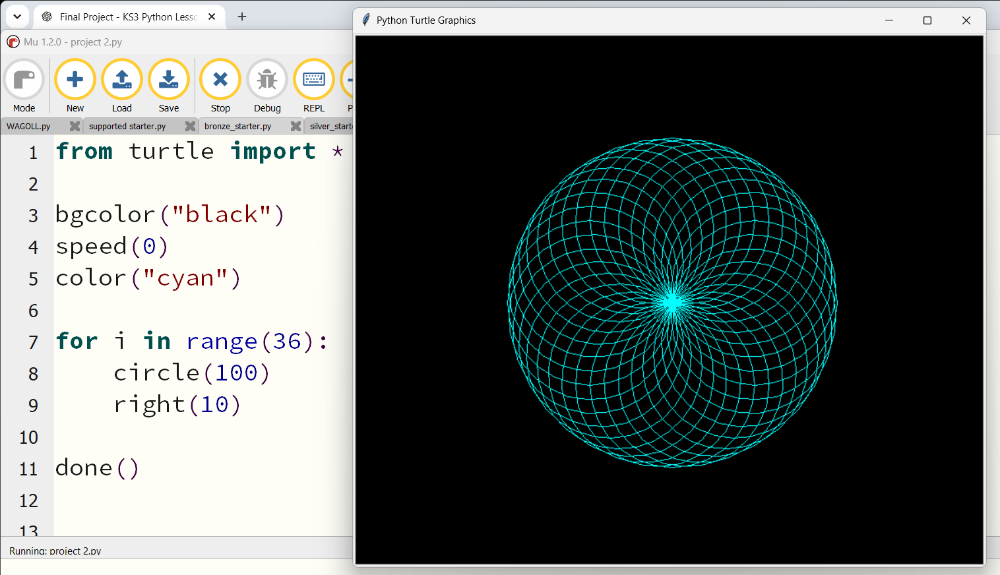 Final Project - KS3 Python Lesso
Python Turtle Graphics
Mu 1.2.0 - project 2.py
Mode New Load Save Stop Debug REPL P
WAGOLL.py supported starter.py bronze_starter.py silver_starte
1 from turtle import *
2
3 bgcolor("black")
4 speed(0)
5 color("cyan")
6
7 for i in range(36):
8 circle(100)
9 right(10)
10
11 done()
12
13
Running: project 2.py